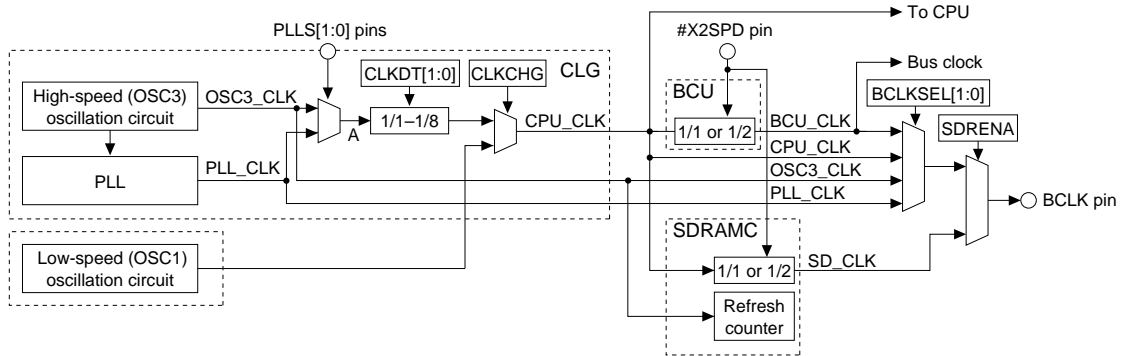 To CPU
PLLS[1:0] pins
#X2SPD pin
CLKDT[1:0]
CLKCHG
CLG
Bus clock
BCLKSEL[1:0]
BCU
High-speed (OSC3)
oscillation circuit
OSC3_CLK
A
1/1–1/8
CPU_CLK
1/1 or 1/2
BCU_CLK
SDRENA
CPU_CLK
PLL
PLL_CLK
OSC3_CLK
PLL_CLK
BCLK pin
SDRAMC
Low-speed (OSC1)
oscillation circuit
1/1 or 1/2
SD_CLK
Refresh
counter